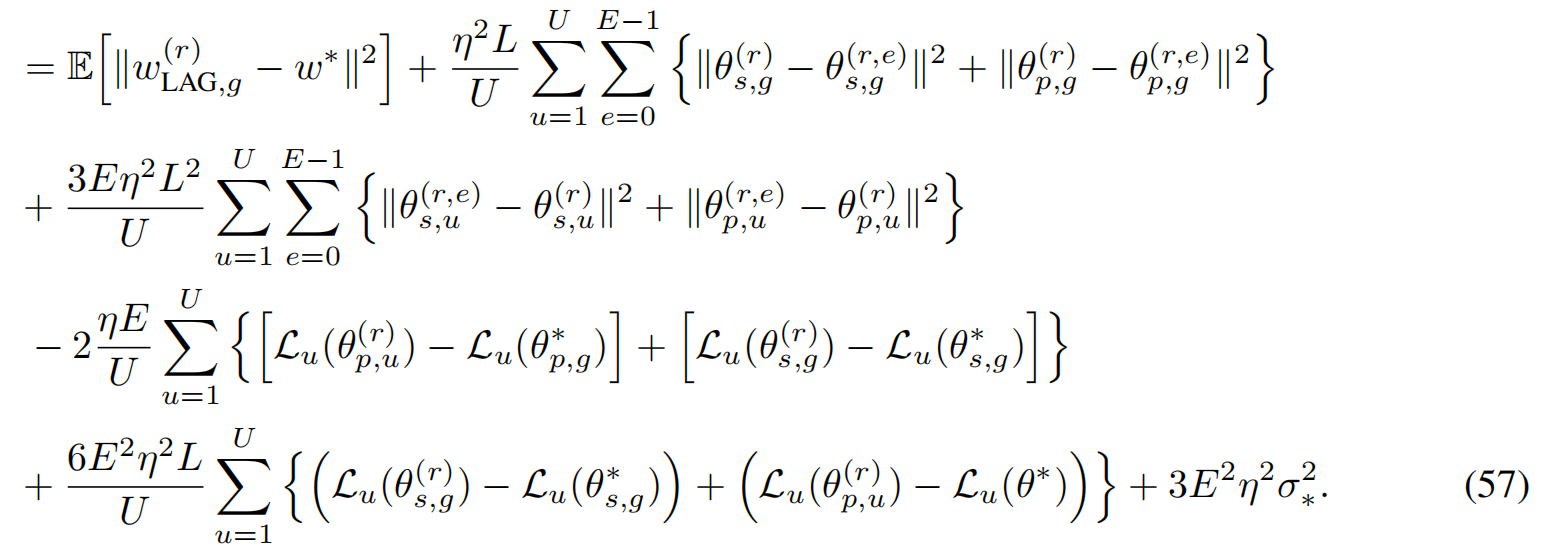 $= \mathbb{E}\Big[\|w_{\text{LAG},g}^{(r)} - w^*\|^2\Big] + \frac{\eta^2 L}{U} \sum_{u=1}^{U} \sum_{e=0}^{E-1} \Big\{\|\theta_{s,g}^{(r)} - \theta_{s,g}^{(r,e)}\|^2 + \|\theta_{p,g}^{(r)} - \theta_{p,g}^{(r,e)}\|^2\Big\}$
$+ \frac{3E\eta^2 L^2}{U} \sum_{u=1}^{U} \sum_{e=0}^{E-1} \Big\{\|\theta_{s,u}^{(r,e)} - \theta_{s,u}^{(r)}\|^2 + \|\theta_{p,u}^{(r,e)} - \theta_{p,u}^{(r)}\|^2\Big\}$
$- 2\frac{\eta E}{U} \sum_{u=1}^{U} \Big\{\Big[\mathcal{L}_u(\theta_{p,u}^{(r)}) - \mathcal{L}_u(\theta_{p,g}^*)\Big] + \Big[\mathcal{L}_u(\theta_{s,g}^{(r)}) - \mathcal{L}_u(\theta_{s,g}^*)\Big]\Big\}$
$+ \frac{6E^2\eta^2 L}{U} \sum_{u=1}^{U} \Big\{\Big(\mathcal{L}_u(\theta_{s,g}^{(r)}) - \mathcal{L}_u(\theta_{s,g}^*)\Big) + \Big(\mathcal{L}_u(\theta_{p,u}^{(r)}) - \mathcal{L}_u(\theta^*)\Big)\Big\} + 3E^2\eta^2\sigma_*^2. \quad (57)$